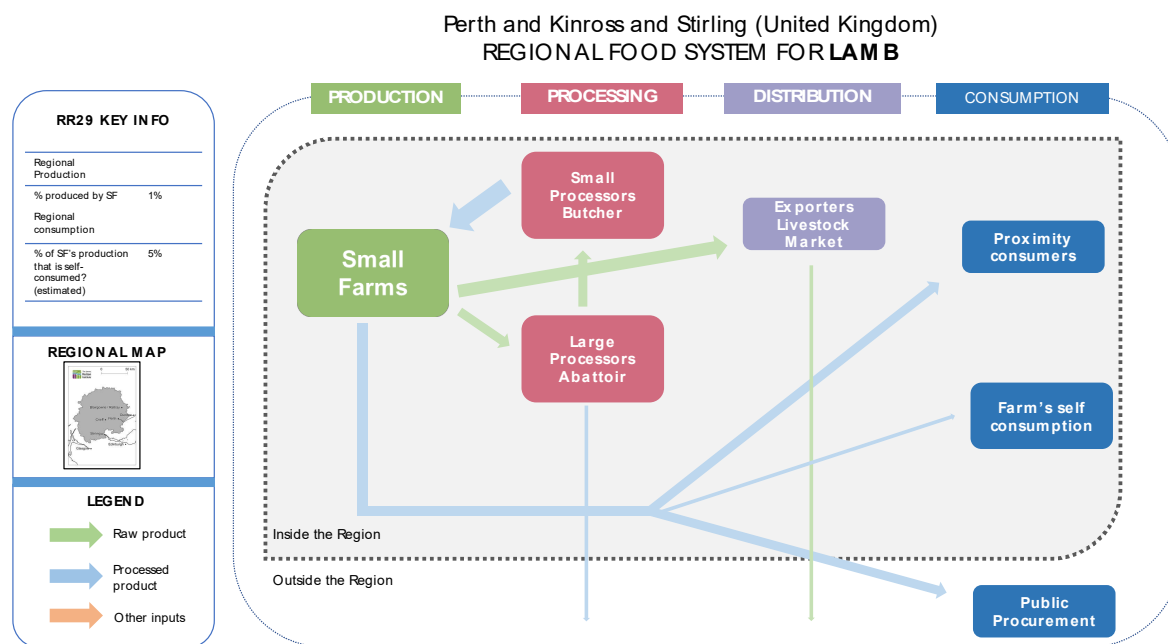 Perth and Kinross and Stirling (United Kingdom)
REGIONAL FOOD SYSTEM FOR LAMB
PRODUCTION
PROCESSING
DISTRIBUTION
CONSUMPTION
RR29 KEY INFO
Regional
Production
% produced by SF 1%
Regional
consumption
% of SF's production 5%
that is self-
consumed?
(estimated)
REGIONAL MAP
LEGEND
Raw product
Processed
product
Other inputs
Small
Farms
Small
Processors
Butcher
Large
Processors
Abattoir
Exporters
Livestock
Market
Proximity
consumers
Farm's self
consumption
Public
Procurement
Inside the Region
Outside the Region